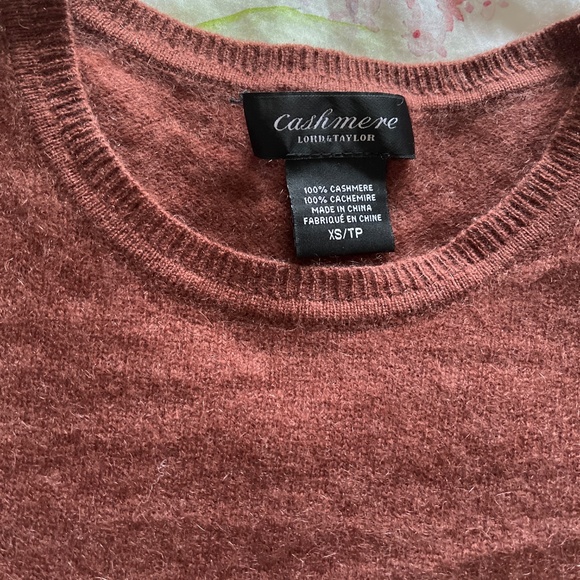 Cashmere
LORD & TAYLOR
100% CASHMERE
100% CACHEMIRE
MADE IN CHINA
FABRIQUÉ EN CHINE
XS/TP